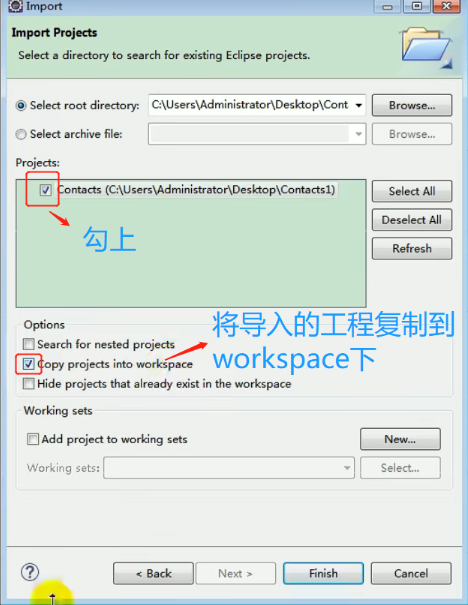 Import
Import Projects
Select a directory to search for existing Eclipse projects.
Select root directory: C:\Users\Administrator\Desktop\Cont Browse...
Select archive file: Browse...
Projects:
Contacts (C:\Users\Administrator\Desktop\Contacts1) Select All
Deselect All
勾上
Refresh
Options
将导入的工程复制到
Search for nested projects
Copy projects into workspace
workspace下
Hide projects that already exist in the workspace
Working sets
Add project to working sets New...
Working sets: Select...
? < Back Next > Finish Cancel